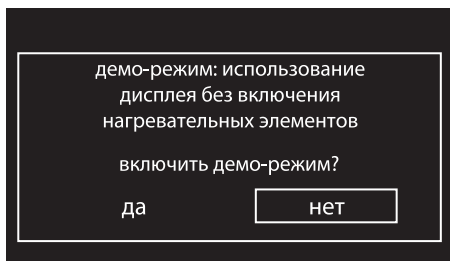 демо-режим: использование
дисплея без включения
нагревательных элементов
включить демо-режим?
да нет